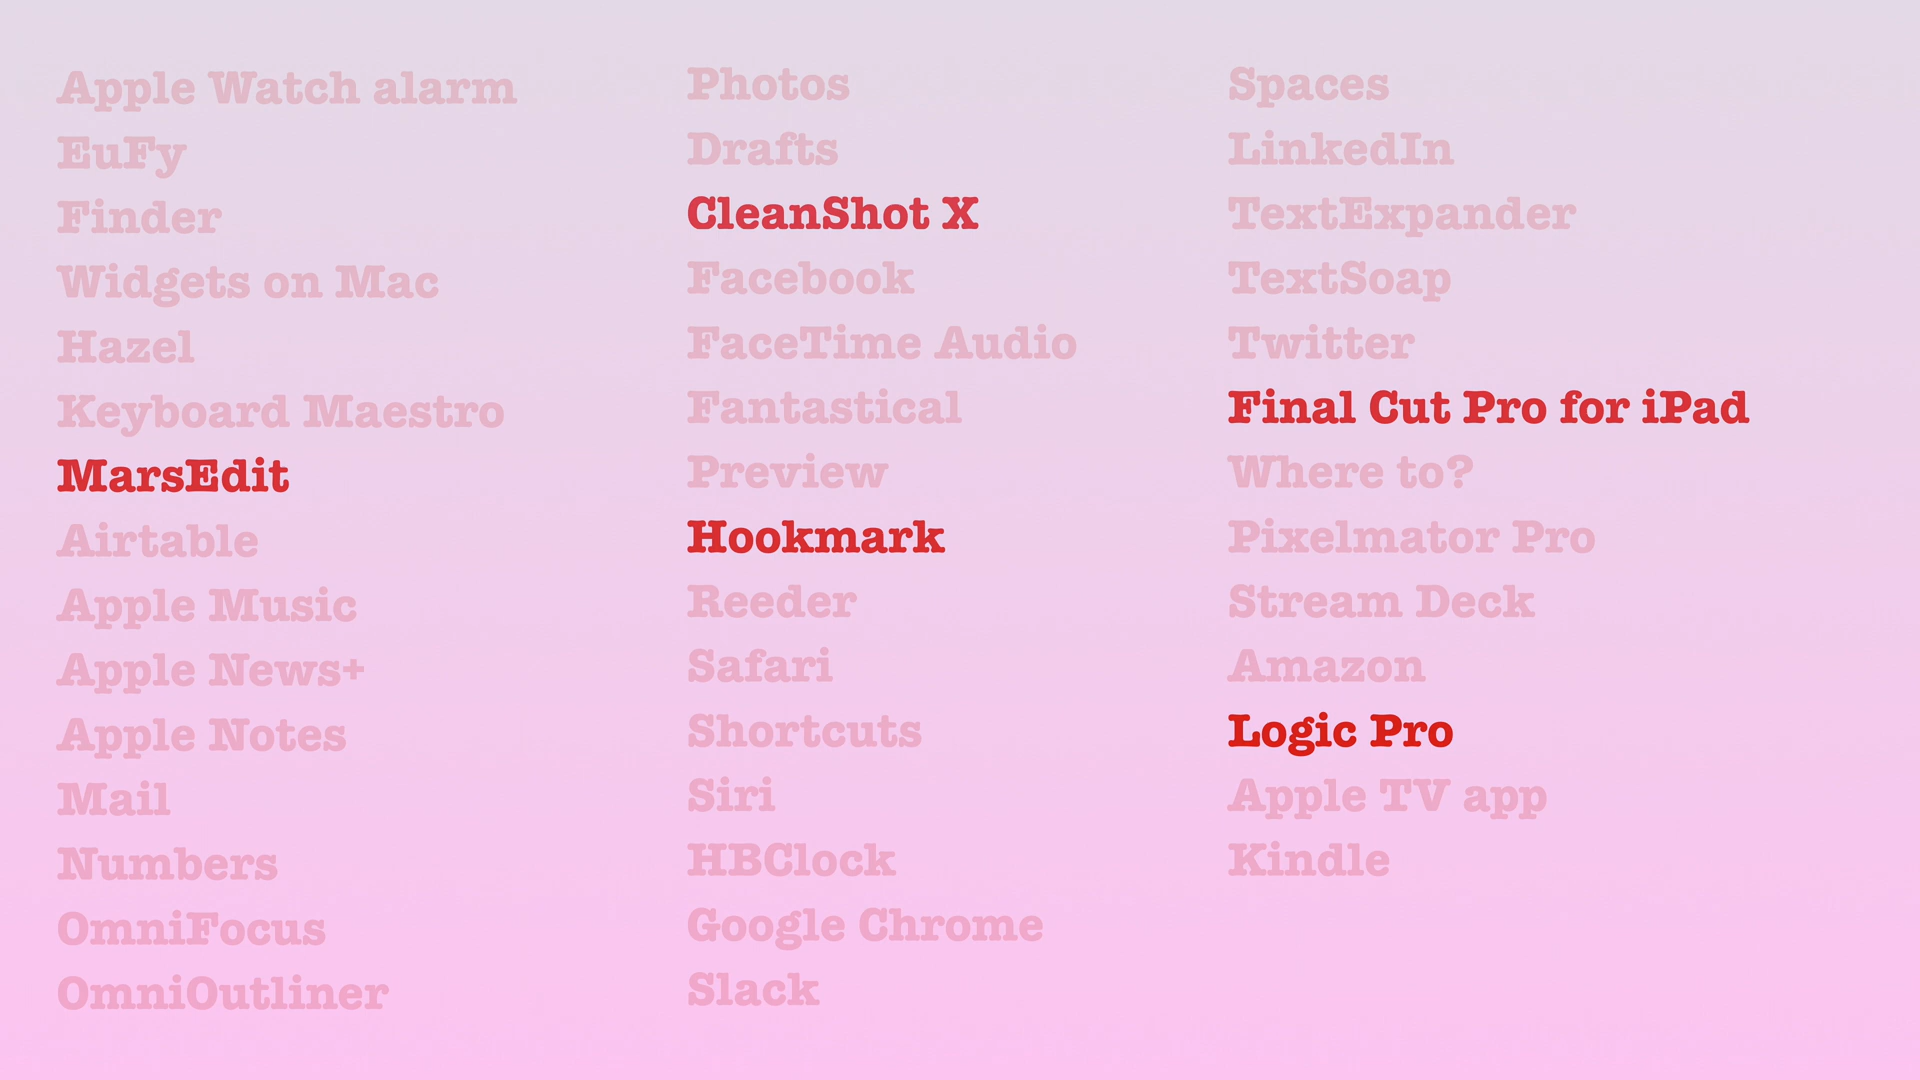 Apple Watch alarm
EuFy
Finder
Widgets on Mac
Hazel
Keyboard Maestro
MarsEdit
Airtable
Apple Music
Apple News+
Apple Notes
Mail
Numbers
OmniFocus
OmniOutliner
Photos
Drafts
CleanShot X
Facebook
FaceTime Audio
Fantastical
Preview
Hookmark
Reeder
Safari
Shortcuts
Siri
HBClock
Google Chrome
Slack
Spaces
LinkedIn
TextExpander
TextSoap
Twitter
Final Cut Pro for iPad
Where to?
Pixelmator Pro
Stream Deck
Amazon
Logic Pro
Apple TV app
Kindle